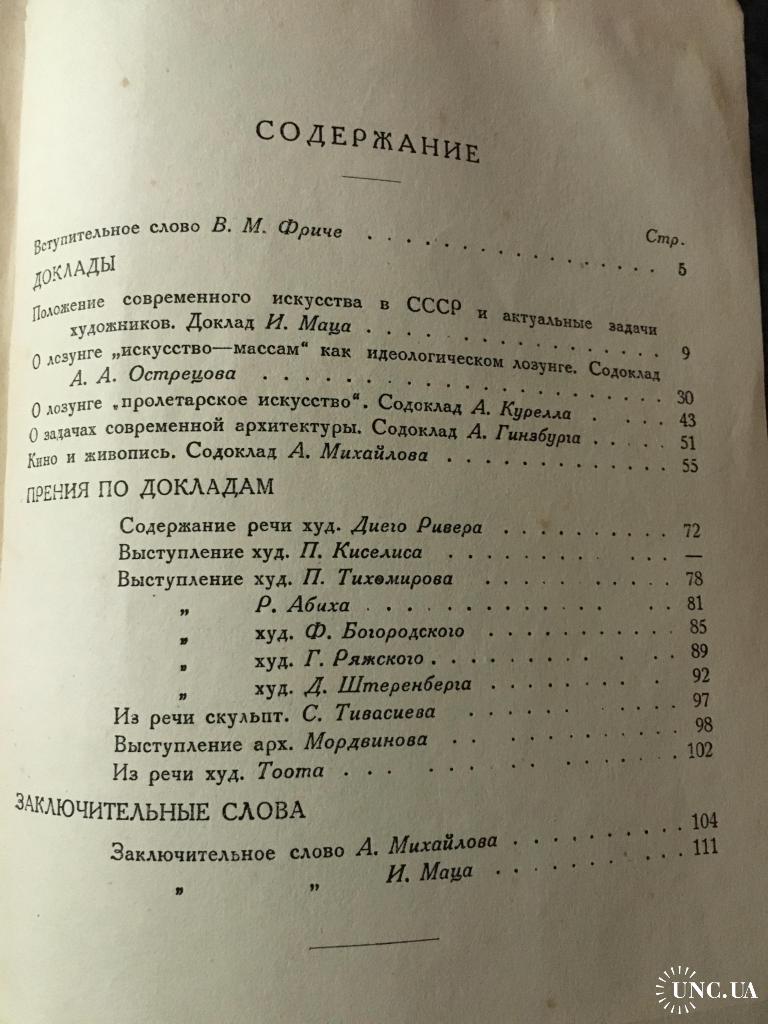 СОДЕРЖАНИЕ
Стр.
Вступительное слово В. М. Фриче . . . . . . . . . . . . . . . 5
ДОКЛАДЫ
Положение современного искусства в СССР и актуальные задачи
художников. Доклад И. Маца . . . . . . . . . . . . . . . 9
О лозунге „искусство—массам“ как идеологическом лозунге. Содоклад
А. А. Острецова . . . . . . . . . . . . . . . 30
О лозунге „пролетарское искусство“. Содоклад А. Курелла . . . . 43
О задачах современной архитектуры. Содоклад А. Гинзбурга . . . . . 51
Кино и живопись. Содоклад А. Михайлова . . . . . . . . . . . 55
ПРЕНИЯ ПО ДОКЛАДАМ
Содержание речи худ. Диего Ривера . . . . . . . . . . 72
Выступление худ. П. Киселиса . . . . . . . . . . —
Выступление худ. П. Тихомирова . . . . . . . . . . 78
„ Р. Абиха . . . . . . . . . . . . 81
„ худ. Ф. Богородского . . . . . . . . . . 85
„ худ. Г. Ряжского . . . . . . . . . . 89
„ худ. Д. Штеренберга . . . . . . . . . . 92
Из речи скульпт. С. Тивасиева . . . . . . . . . . 97
Выступление арх. Мордвинова . . . . . . . . . . 98
Из речи худ. Тоота . . . . . . . . . . . . 102
ЗАКЛЮЧИТЕЛЬНЫЕ СЛОВА
Заключительное слово А. Михайлова . . . . . . . . 104
„ „ И. Маца . . . . . . . . . 111
UNC.UA